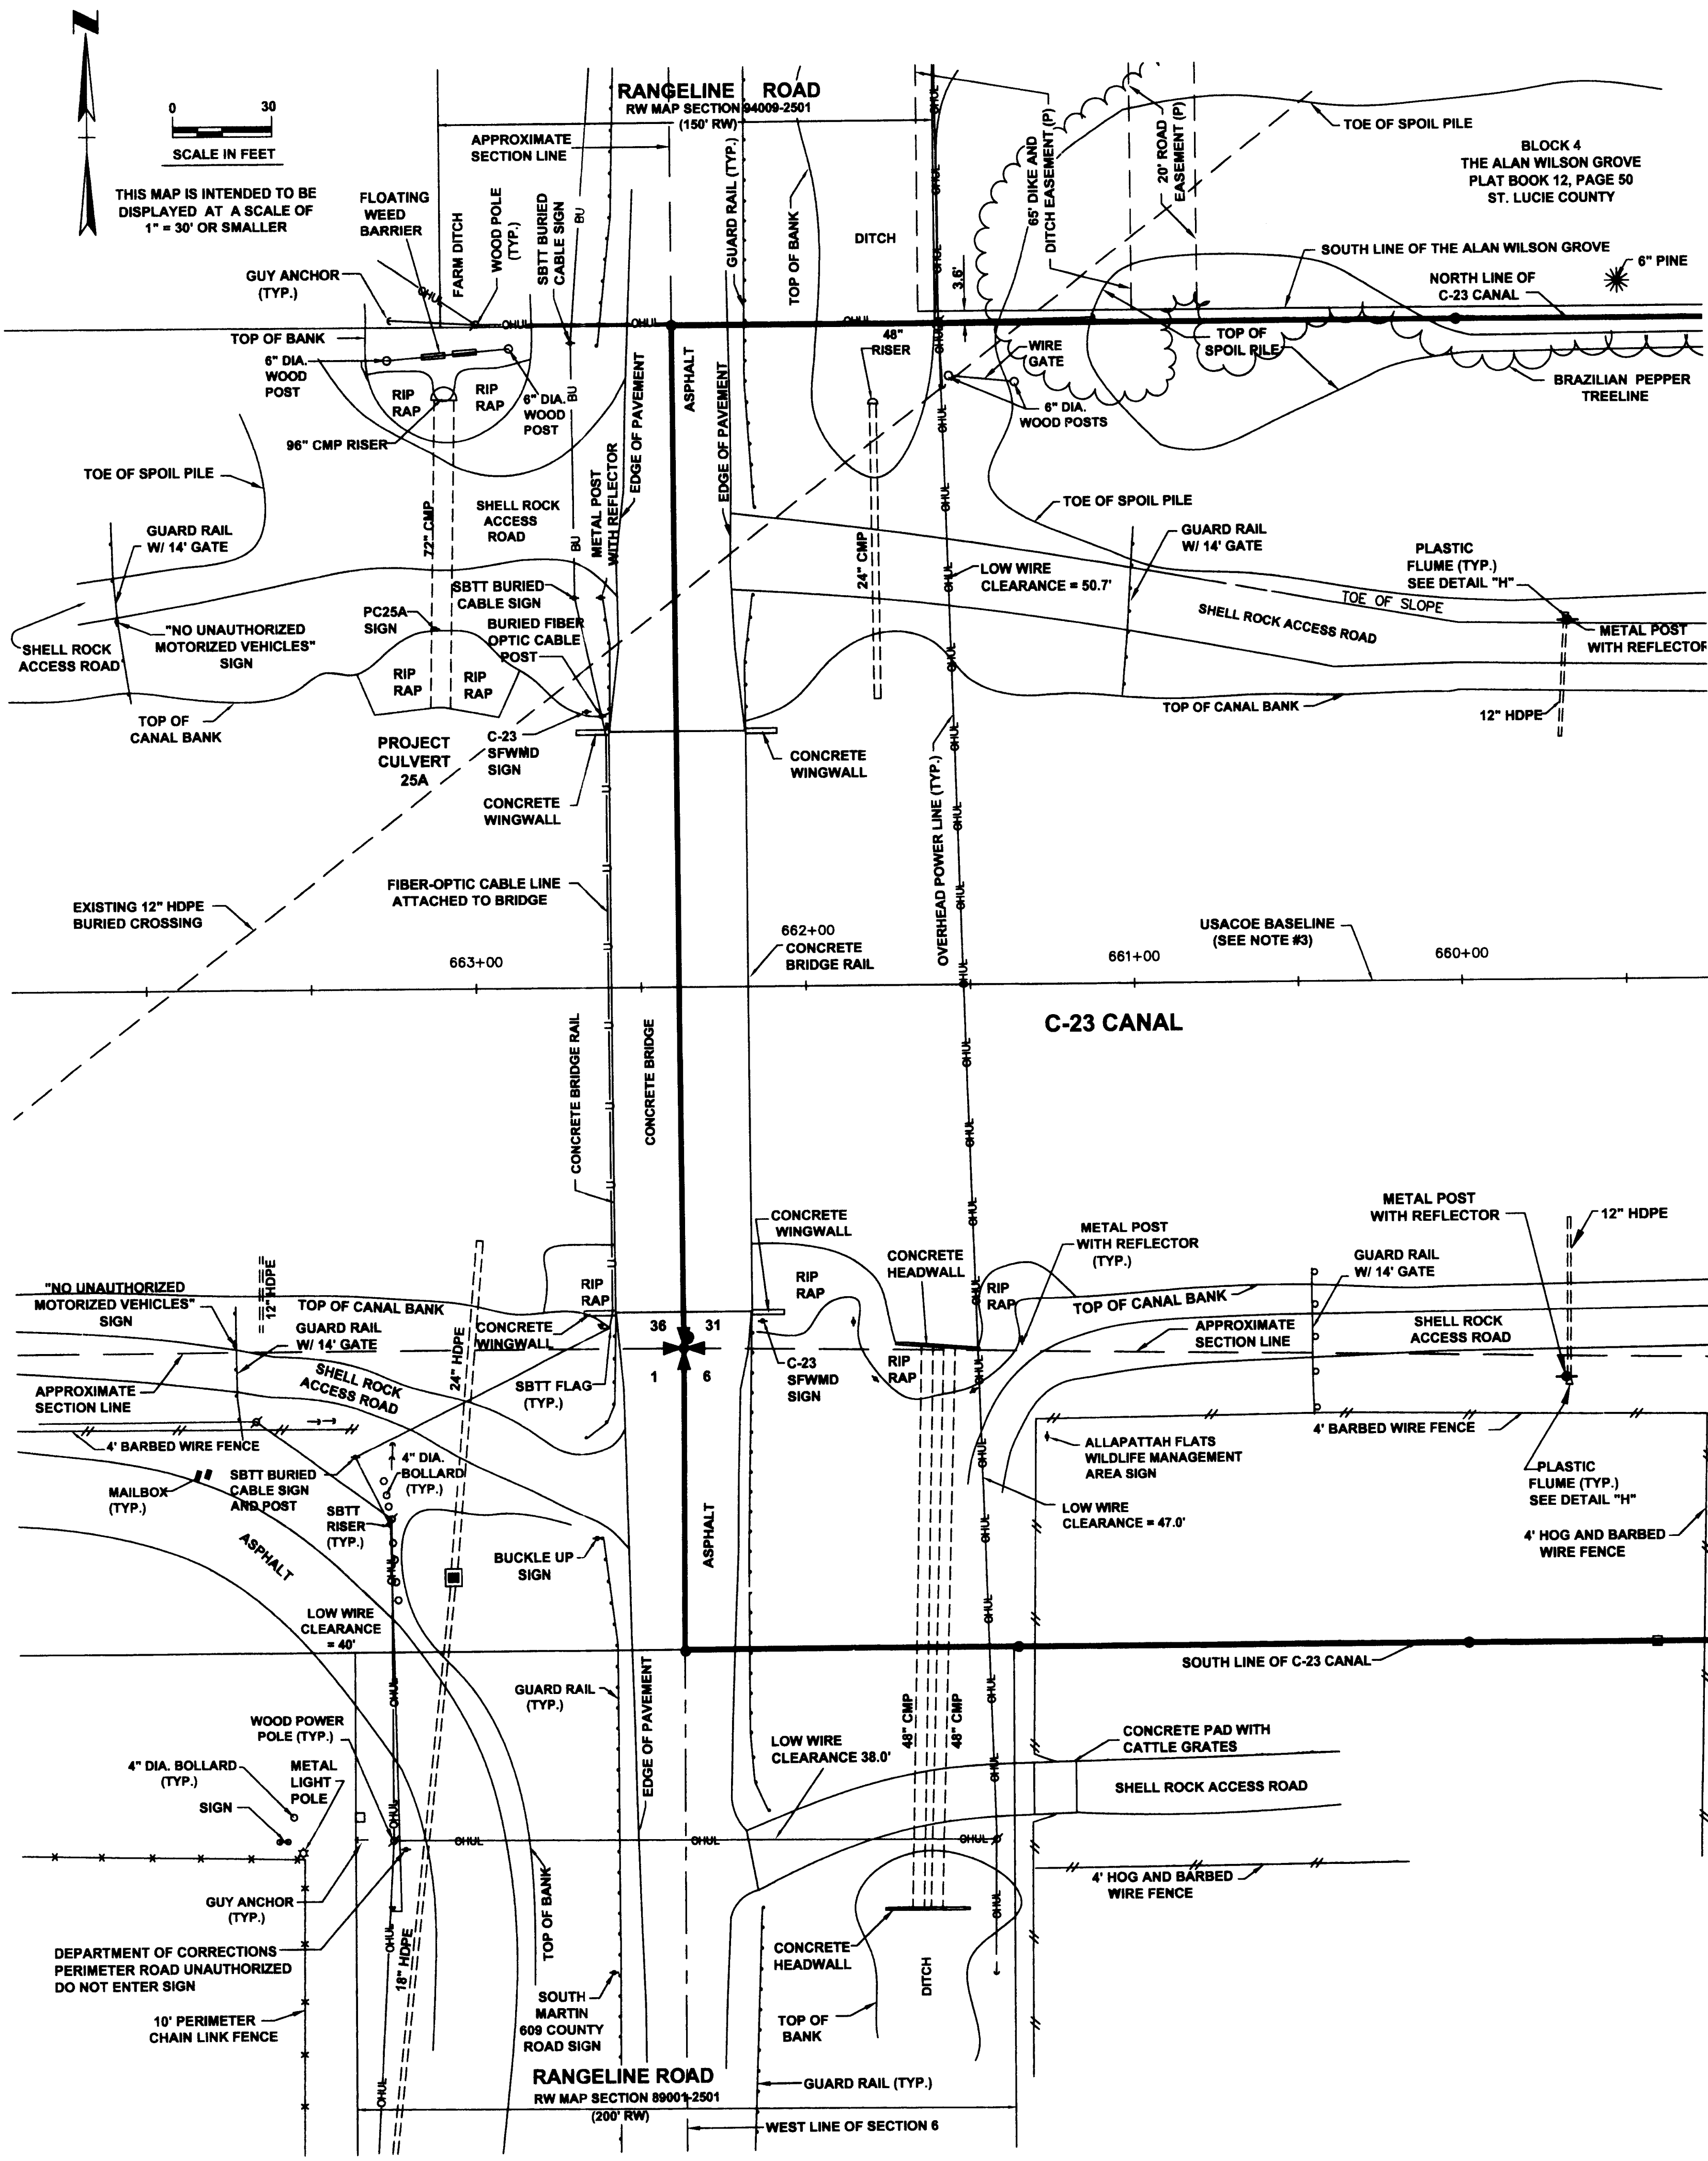 N
0 30
SCALE IN FEET
THIS MAP IS INTENDED TO BE
DISPLAYED AT A SCALE OF
1" = 30' OR SMALLER
RANGELINE ROAD
RW MAP SECTION 94009-2501
(150' RW)
APPROXIMATE
SECTION LINE
FLOATING
WEED
BARRIER
FARM DITCH
WOOD POLE
(TYP.)
SBTT BURIED
CABLE SIGN
BU
GUARD RAIL (TYP.)
TOP OF BANK
DITCH
OHUL
OHUL
OHUL
65' DIKE AND
DITCH EASEMENT (P)
20' ROAD
EASEMENT (P)
TOE OF SPOIL PILE
BLOCK 4
THE ALAN WILSON GROVE
PLAT BOOK 12, PAGE 50
ST. LUCIE COUNTY
SOUTH LINE OF THE ALAN WILSON GROVE
6" PINE
NORTH LINE OF
C-23 CANAL
GUY ANCHOR
(TYP.)
OHUL
OHUL
OHUL
OHUL
3.6'
TOP OF BANK
6" DIA.
WOOD
POST
RIP
RAP
RIP
RAP
6" DIA.
WOOD
POST
BU
96" CMP RISER
ASPHALT
48"
RISER
WIRE
GATE
TOP OF
SPOIL PILE
6" DIA.
WOOD POSTS
BRAZILIAN PEPPER
TREELINE
TOE OF SPOIL PILE
72" CMP
SHELL ROCK
ACCESS
ROAD
BU
METAL POST
WITH REFLECTOR
EDGE OF PAVEMENT
EDGE OF PAVEMENT
TOE OF SPOIL PILE
GUARD RAIL
W/ 14' GATE
GUARD RAIL
W/ 14' GATE
24" CMP
LOW WIRE
CLEARANCE = 50.7'
PLASTIC
FLUME (TYP.)
SEE DETAIL "H"
TOE OF SLOPE
SHELL ROCK ACCESS ROAD
METAL POST
WITH REFLECTOR
SBTT BURIED
CABLE SIGN
PC25A
SIGN
BURIED FIBER
OPTIC CABLE
POST
SHELL ROCK
ACCESS ROAD
"NO UNAUTHORIZED
MOTORIZED VEHICLES"
SIGN
RIP
RAP
RIP
RAP
TOP OF
CANAL BANK
TOP OF CANAL BANK
12" HDPE
PROJECT
CULVERT
25A
C-23
SFWMD
SIGN
CONCRETE
WINGWALL
CONCRETE
WINGWALL
OVERHEAD POWER LINE (TYP.)
FIBER-OPTIC CABLE LINE
ATTACHED TO BRIDGE
EXISTING 12" HDPE
BURIED CROSSING
662+00
CONCRETE
BRIDGE RAIL
663+00
661+00
660+00
USACOE BASELINE
(SEE NOTE #3)
C-23 CANAL
CONCRETE BRIDGE RAIL
CONCRETE BRIDGE
CONCRETE
WINGWALL
METAL POST
WITH REFLECTOR
(TYP.)
CONCRETE
HEADWALL
METAL POST
WITH REFLECTOR
12" HDPE
GUARD RAIL
W/ 14' GATE
"NO UNAUTHORIZED
MOTORIZED VEHICLES"
SIGN
12" HDPE
TOP OF CANAL BANK
GUARD RAIL
W/ 14' GATE
RIP
RAP
RIP
RAP
RIP
RAP
TOP OF CANAL BANK
SHELL ROCK
ACCESS ROAD
24" HDPE
CONCRETE
WINGWALL
36 31
1 6
C-23
SFWMD
SIGN
RIP
RAP
APPROXIMATE
SECTION LINE
SHELL ROCK
ACCESS ROAD
APPROXIMATE
SECTION LINE
SBTT FLAG
(TYP.)
4' BARBED WIRE FENCE
4' BARBED WIRE FENCE
ALLAPATTAH FLATS
WILDLIFE MANAGEMENT
AREA SIGN
PLASTIC
FLUME (TYP.)
SEE DETAIL "H"
4' HOG AND BARBED
WIRE FENCE
MAILBOX
(TYP.)
SBTT BURIED
CABLE SIGN
AND POST
4" DIA.
BOLLARD
(TYP.)
SBTT
RISER
(TYP.)
LOW WIRE
CLEARANCE = 47.0'
ASPHALT
OHUL
BUCKLE UP
SIGN
ASPHALT
LOW WIRE
CLEARANCE
= 40'
SOUTH LINE OF C-23 CANAL
GUARD RAIL
(TYP.)
EDGE OF PAVEMENT
48" CMP
48" CMP
WOOD POWER
POLE (TYP.)
4" DIA. BOLLARD
(TYP.)
METAL
LIGHT
POLE
SIGN
LOW WIRE
CLEARANCE 38.0'
CONCRETE PAD WITH
CATTLE GRATES
SHELL ROCK ACCESS ROAD
OHUL
OHUL
OHUL
OHUL
GUY ANCHOR
(TYP.)
TOP OF BANK
4' HOG AND BARBED
WIRE FENCE
DEPARTMENT OF CORRECTIONS
PERIMETER ROAD UNAUTHORIZED
DO NOT ENTER SIGN
OHUL
18" HDPE
CONCRETE
HEADWALL
DITCH
10' PERIMETER
CHAIN LINK FENCE
SOUTH
MARTIN
609 COUNTY
ROAD SIGN
TOP OF
BANK
RANGELINE ROAD
RW MAP SECTION 89001-2501
(200' RW)
OHUL
GUARD RAIL (TYP.)
WEST LINE OF SECTION 6